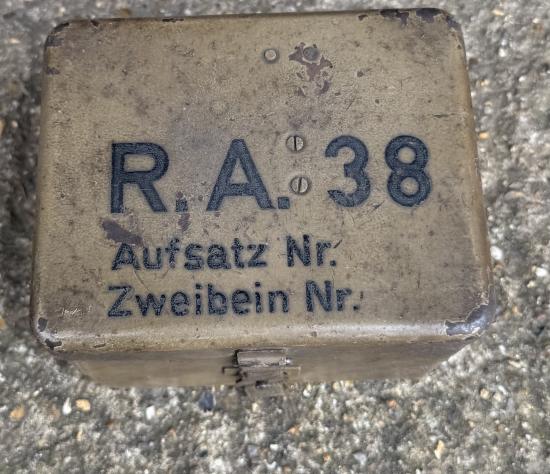 R.A. 38
Aufsatz Nr.
Zweibein Nr.